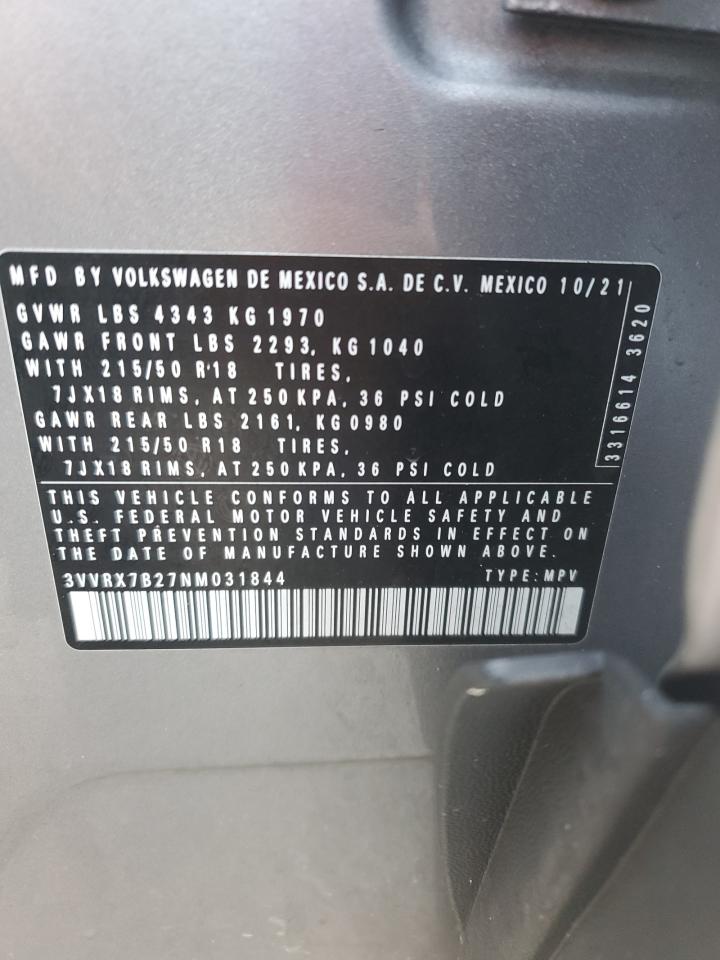 MFD BY VOLKSWAGEN DE MEXICO S.A. DE C.V. MEXICO 10/21
GVWR LBS 4343 KG 1970
GAWR FRONT LBS 2293, KG 1040
WITH 215/50 R18 TIRES,
7JX18 RIMS, AT 250 KPA, 36 PSI COLD
GAWR REAR LBS 2161, KG 0980
WITH 215/50 R18 TIRES,
7JX18 RIMS, AT 250 KPA, 36 PSI COLD
3316614 3620
THIS VEHICLE CONFORMS TO ALL APPLICABLE
U.S. FEDERAL MOTOR VEHICLE SAFETY AND
THEFT PREVENTION STANDARDS IN EFFECT ON
THE DATE OF MANUFACTURE SHOWN ABOVE.
3VVRX7B27NM031844 TYPE: MPV